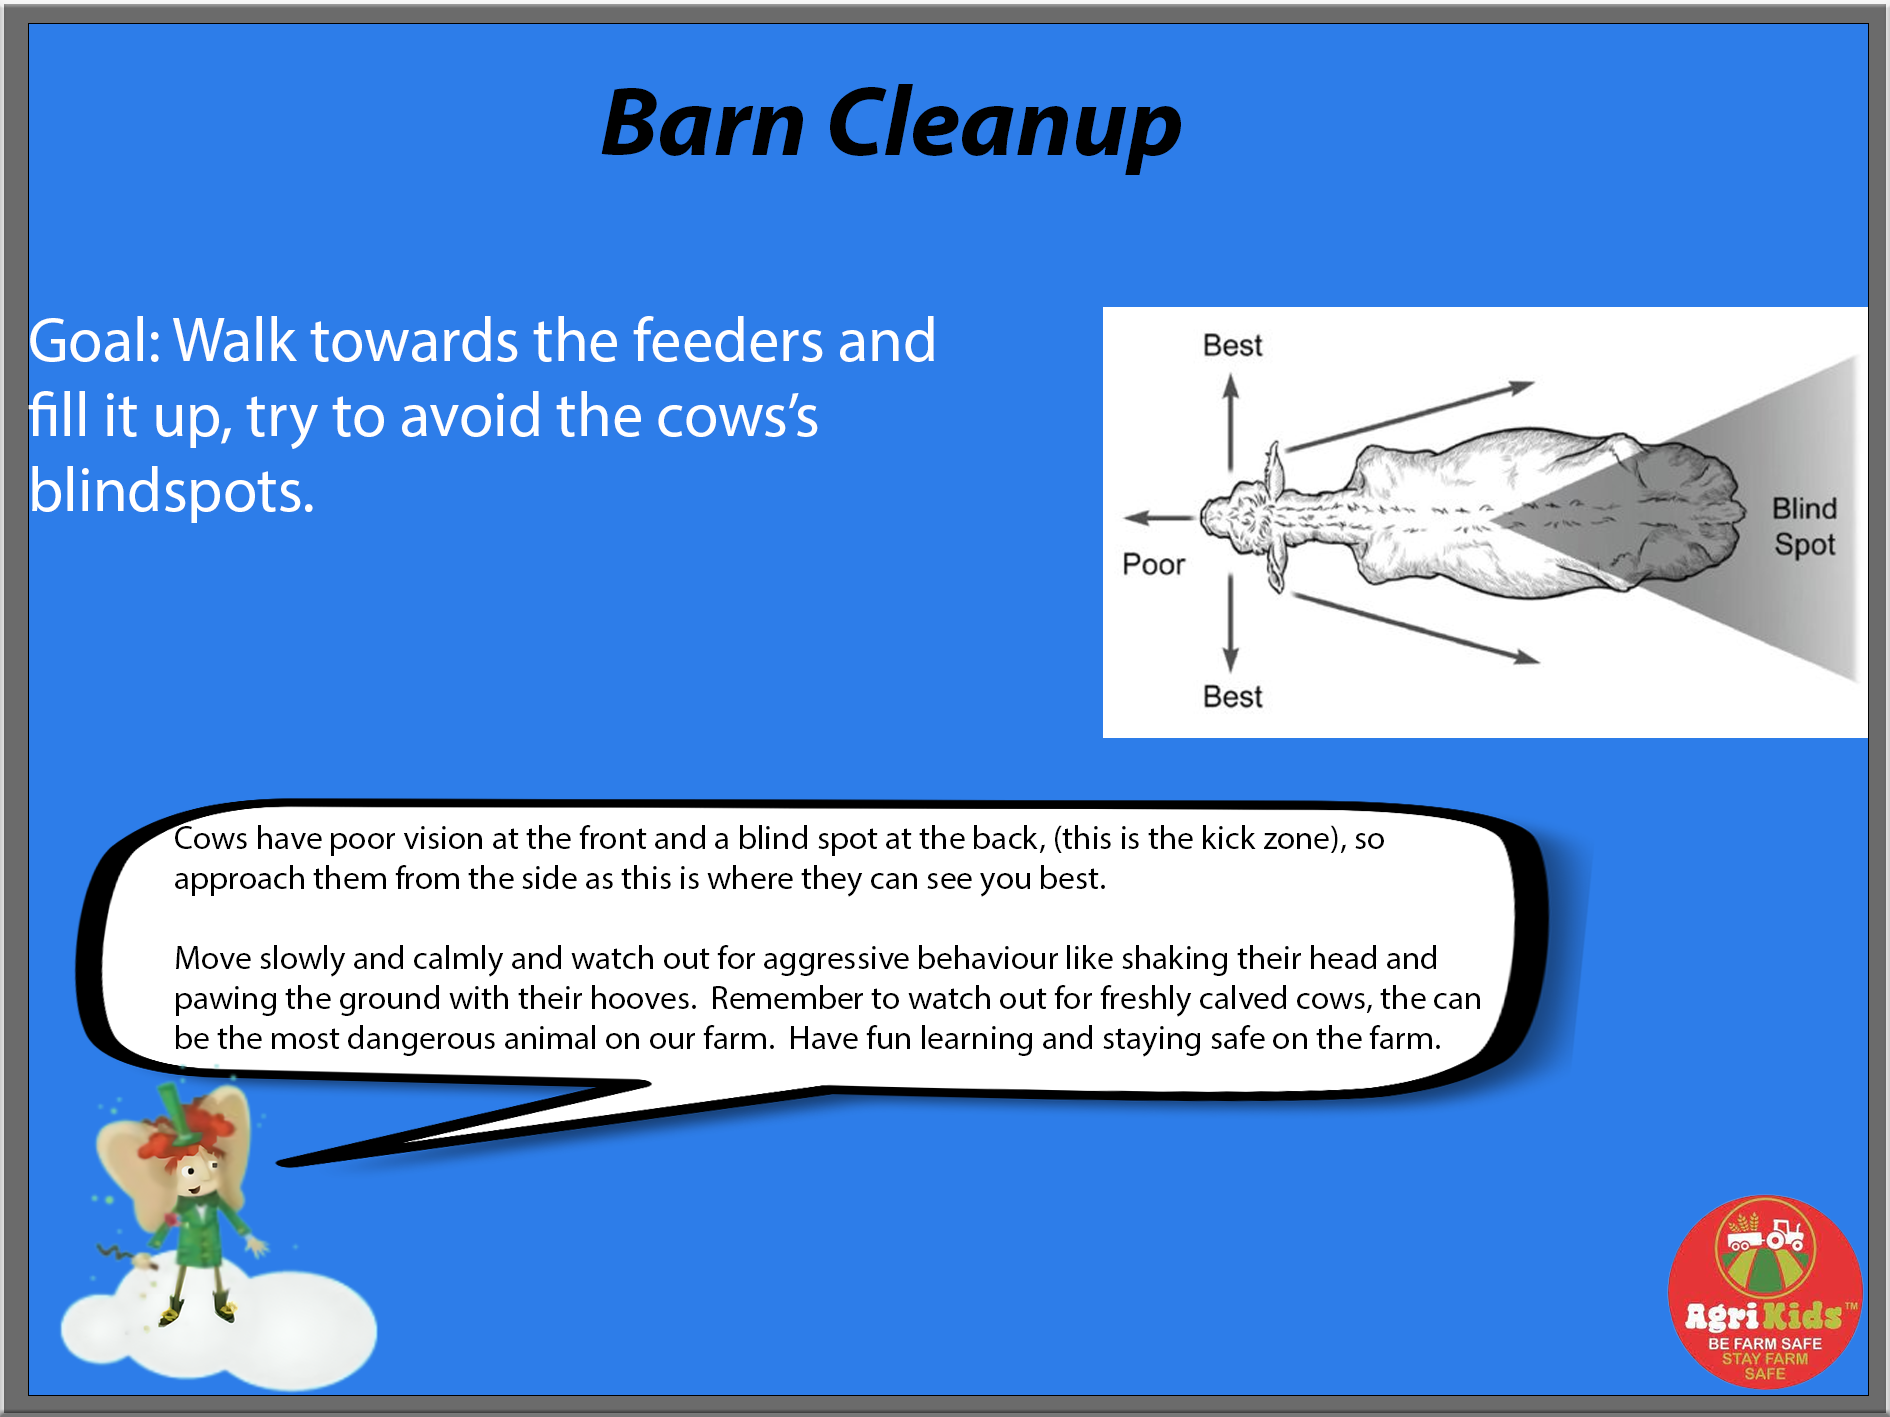 Barn Cleanup
Goal: Walk towards the feeders and
fill it up, try to avoid the cows’s
blindspots.
Best
Poor
Blind
Spot
Best
Cows have poor vision at the front and a blind spot at the back, (this is the kick zone), so
approach them from the side as this is where they can see you best.
Move slowly and calmly and watch out for aggressive behaviour like shaking their head and
pawing the ground with their hooves.  Remember to watch out for freshly calved cows, the can
be the most dangerous animal on our farm.  Have fun learning and staying safe on the farm.
AgriKids™
BE FARM SAFE
STAY FARM
SAFE